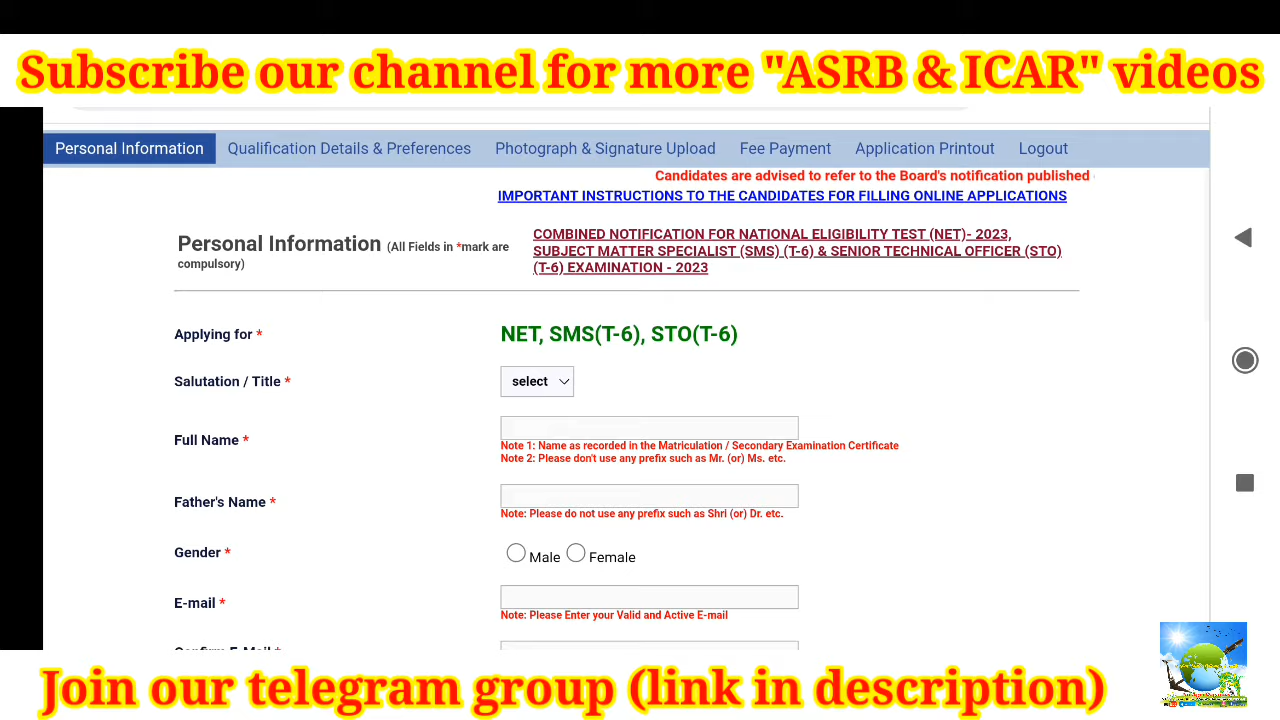 Subscribe our channel for more "ASRB & ICAR" videos
Personal Information Qualification Details & Preferences Photograph & Signature Upload Fee Payment Application Printout Logout
Candidates are advised to refer to the Board's notification published
IMPORTANT INSTRUCTIONS TO THE CANDIDATES FOR FILLING ONLINE APPLICATIONS
Personal Information (All Fields in *mark are
compulsory)
COMBINED NOTIFICATION FOR NATIONAL ELIGIBILITY TEST (NET)- 2023,
SUBJECT MATTER SPECIALIST (SMS) (T-6) & SENIOR TECHNICAL OFFICER (STO)
(T-6) EXAMINATION - 2023
Applying for * NET, SMS(T-6), STO(T-6)
Salutation / Title * select
Full Name *
Note 1: Name as recorded in the Matriculation / Secondary Examination Certificate
Note 2: Please don't use any prefix such as Mr. (or) Ms. etc.
Father's Name *
Note: Please do not use any prefix such as Shri (or) Dr. etc.
Gender * Male Female
E-mail *
Note: Please Enter your Valid and Active E-mail
Confirm E-Mail *
Join our telegram group (link in description)